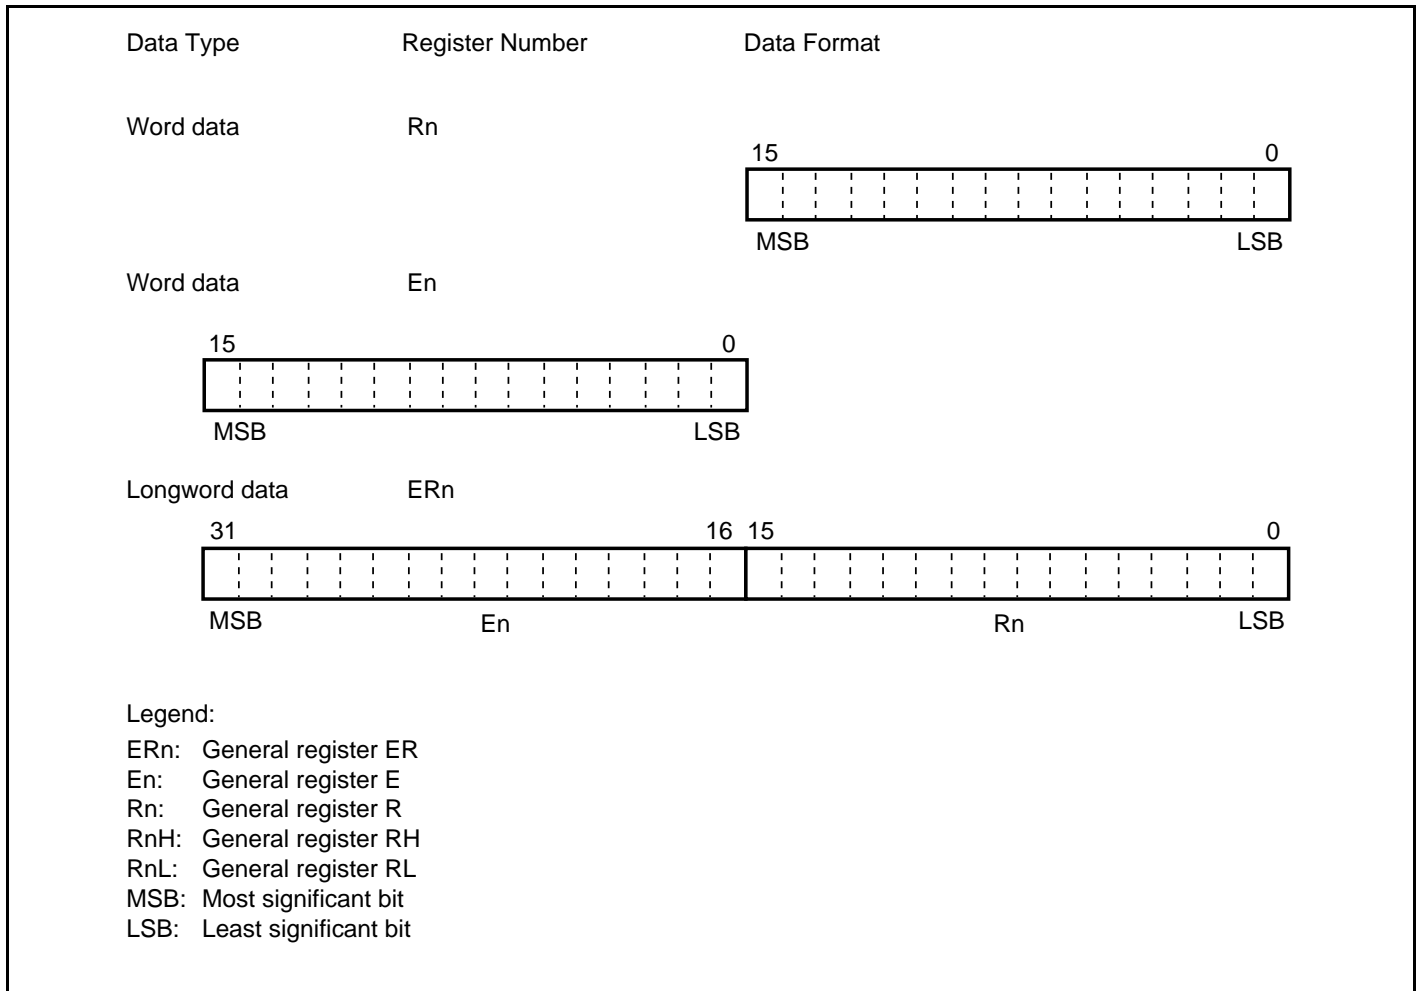 Data Type Register Number Data Format
Word data Rn
15 0
MSB LSB
Word data En
15 0
MSB LSB
Longword data ERn
31 16 15 0
MSB En Rn LSB
Legend:
ERn: General register ER
En: General register E
Rn: General register R
RnH: General register RH
RnL: General register RL
MSB: Most significant bit
LSB: Least significant bit